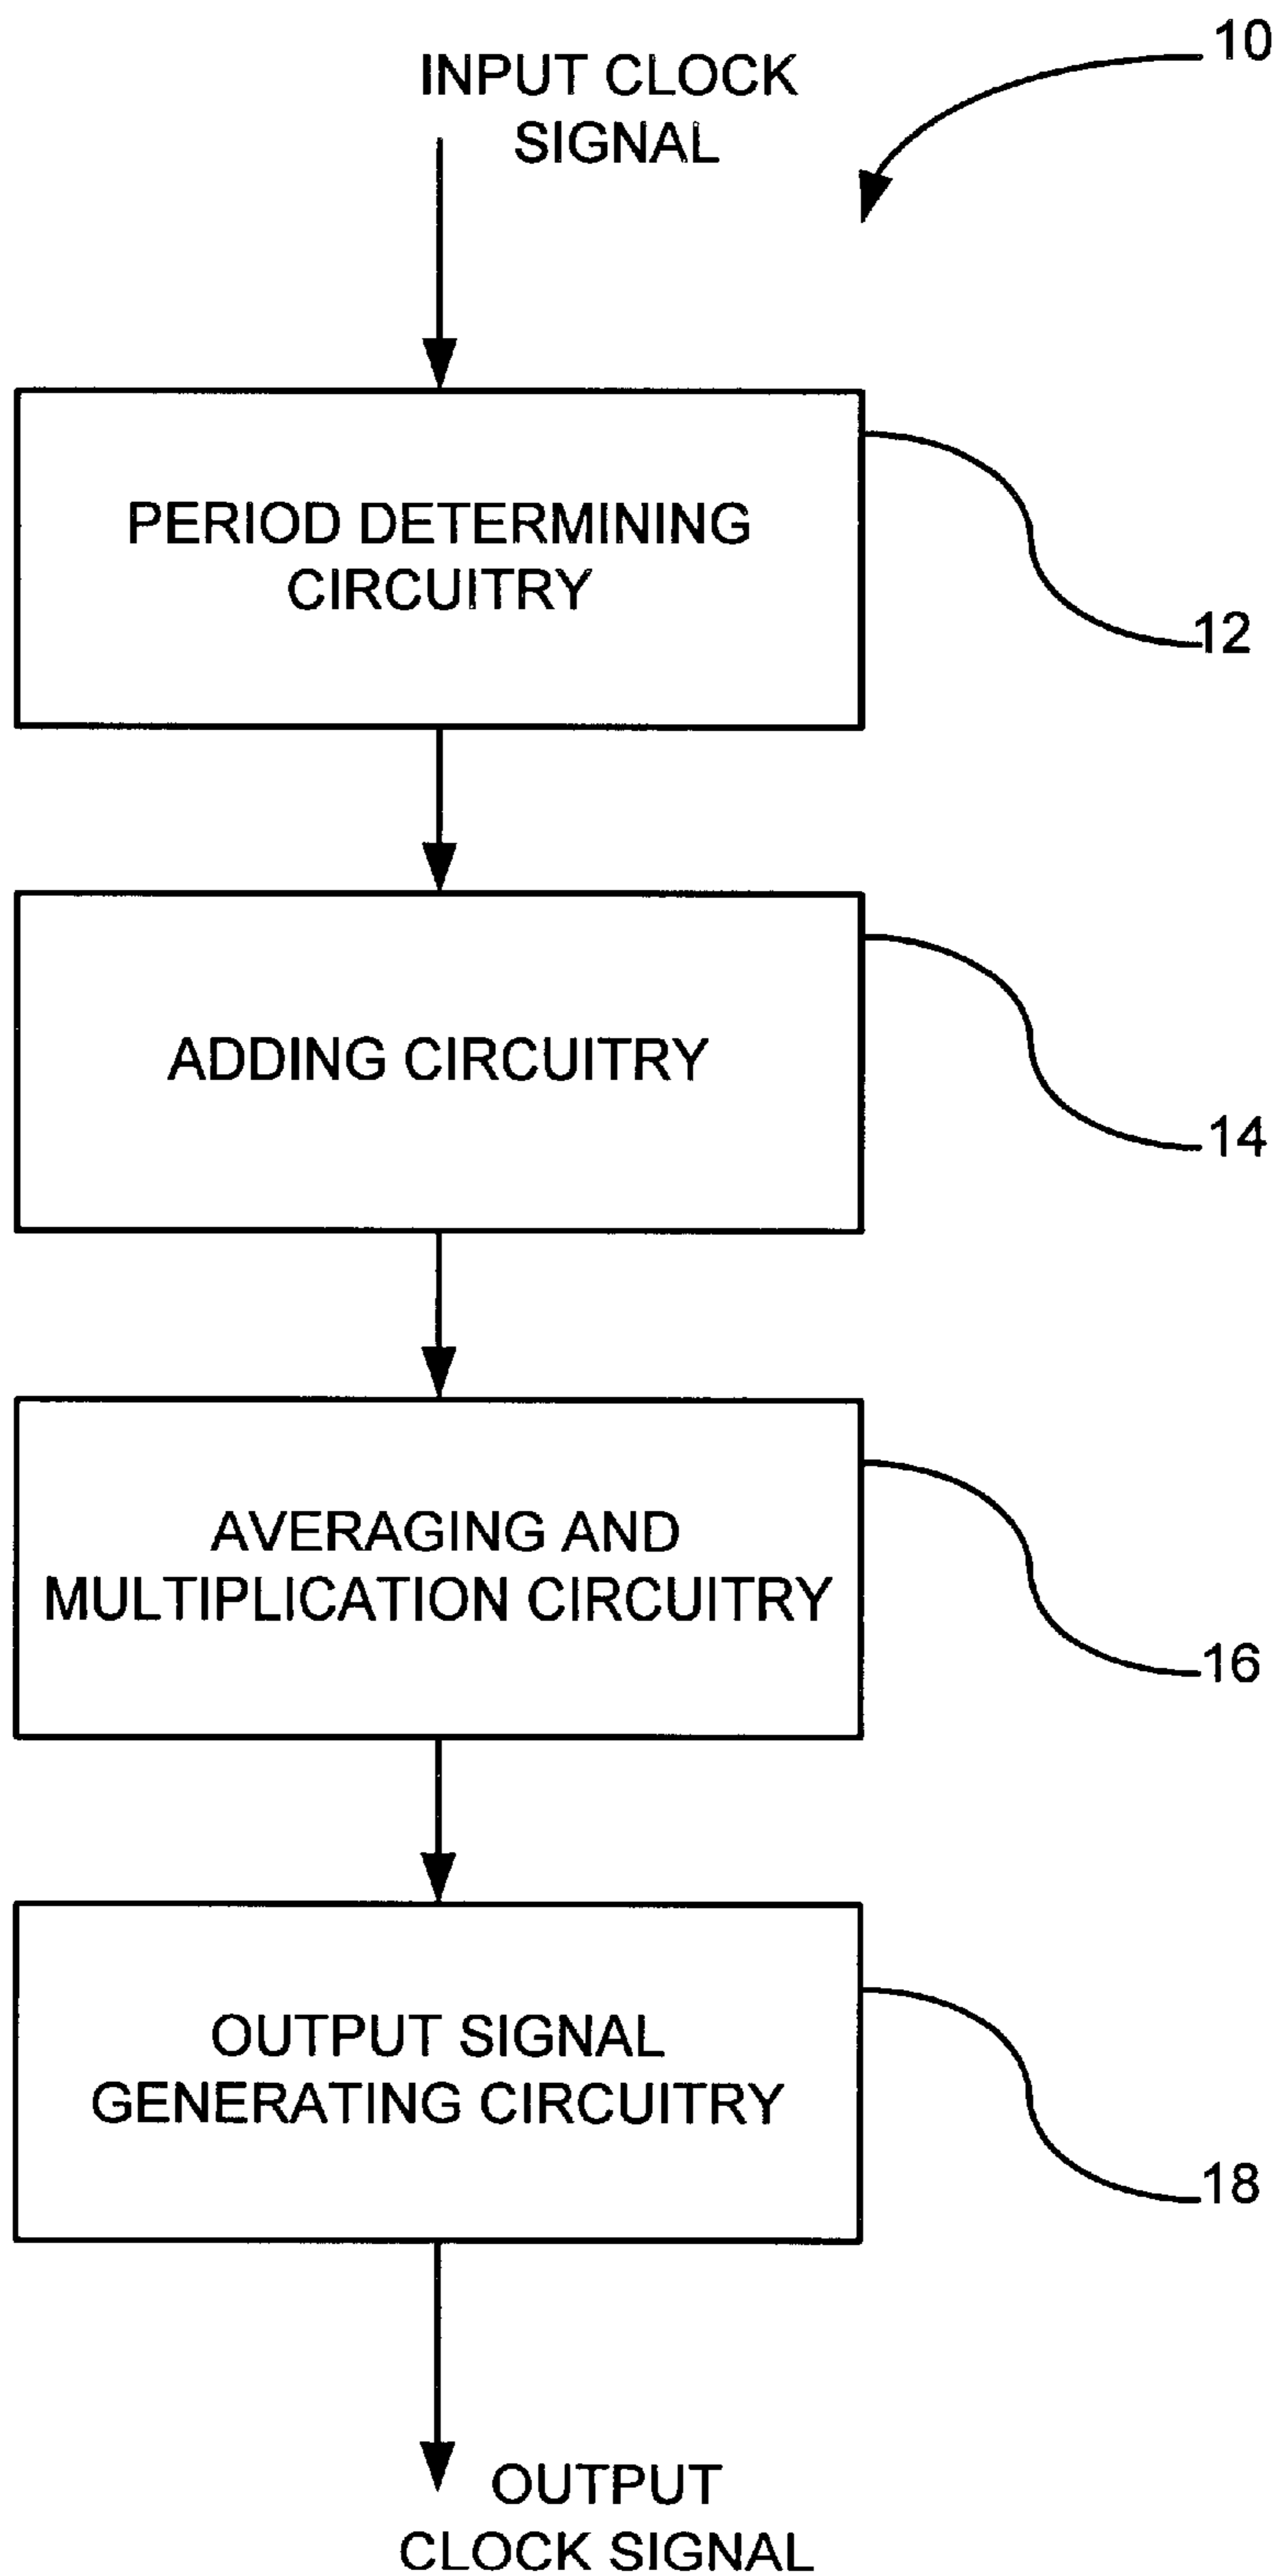 10
INPUT CLOCK
SIGNAL
PERIOD DETERMINING
CIRCUITRY
12
ADDING CIRCUITRY
14
AVERAGING AND
MULTIPLICATION CIRCUITRY
16
OUTPUT SIGNAL
GENERATING CIRCUITRY
18
OUTPUT
CLOCK SIGNAL